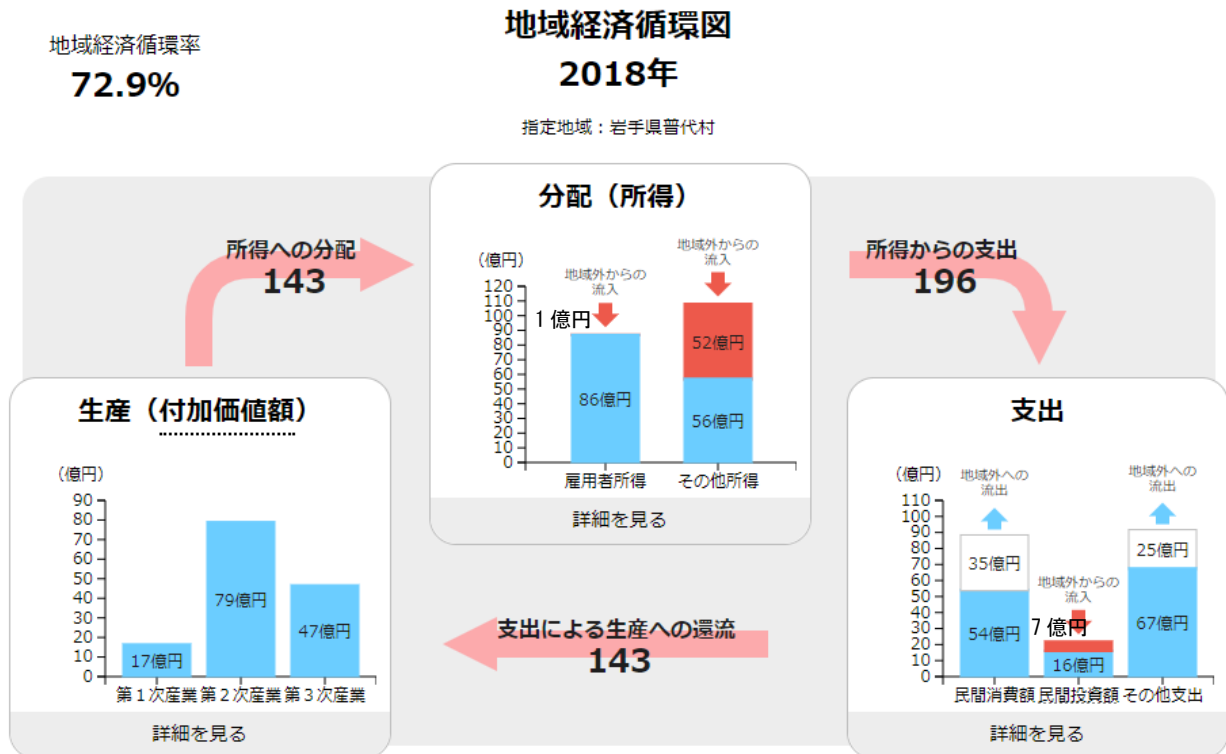 地域経済循環図
2018年
指定地域：岩手県普代村
地域経済循環率
72.9%
所得への分配
143
分配（所得）
（億円）
地域外からの
流入
地域外からの
流入
120
110
100
90
80
70
60
50
40
30
20
10
0
1億円
86億円
52億円
56億円
雇用者所得 その他所得
詳細を見る
所得からの支出
196
生産（付加価値額）
（億円）
90
80
70
60
50
40
30
20
10
0
17億円
79億円
47億円
第１次産業 第２次産業 第３次産業
詳細を見る
支出による生産への還流
143
支出
（億円）
地域外への
流出
地域外からの
流入
地域外への
流出
110
100
90
80
70
60
50
40
30
20
10
0
35億円
54億円
7億円
16億円
25億円
67億円
民間消費額 民間投資額 その他支出
詳細を見る